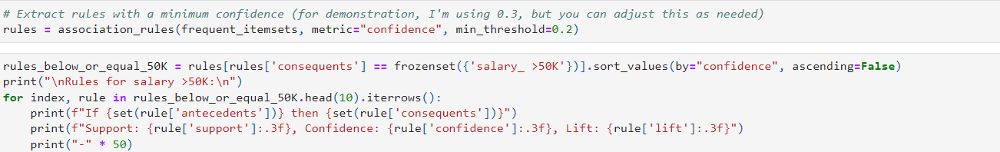 # Extract rules with a minimum confidence (for demonstration, I'm using 0.3, but you can adjust this as needed)
rules = association_rules(frequent_itemsets, metric="confidence", min_threshold=0.2)
rules_below_or_equal_50K = rules[rules['consequents'] == frozenset({'salary_ >50K'})].sort_values(by="confidence", ascending=False)
print("\nRules for salary >50K:\n")
for index, rule in rules_below_or_equal_50K.head(10).iterrows():
    print(f"If {set(rule['antecedents'])} then {set(rule['consequents'])}")
    print(f"Support: {rule['support']:.3f}, Confidence: {rule['confidence']:.3f}, Lift: {rule['lift']:.3f}")
    print("-" * 50)